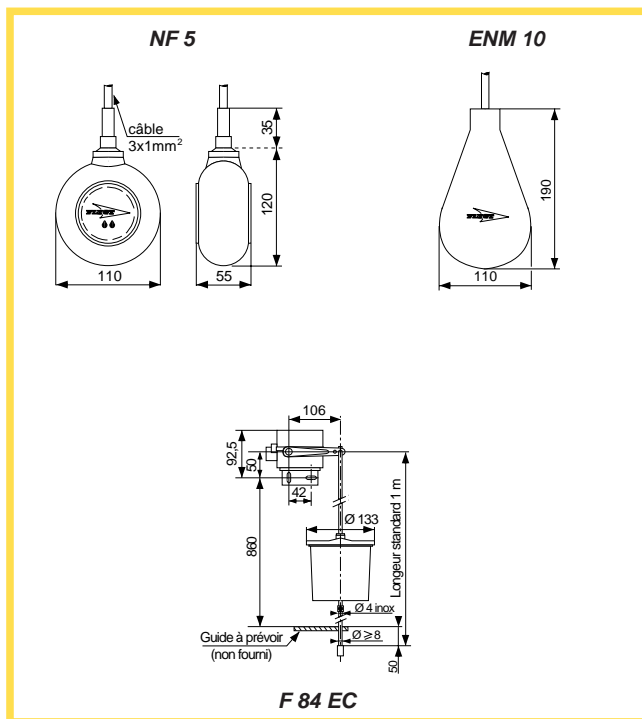 NF 5
ENM 10
câble
3x1mm²
35
120
110
55
190
110
106
92,5
50
42
860
Ø 133
Longeur standard 1 m
Ø 4 inox
Guide à prévoir
(non fourni)
Ø ≥ 8
50
F 84 EC